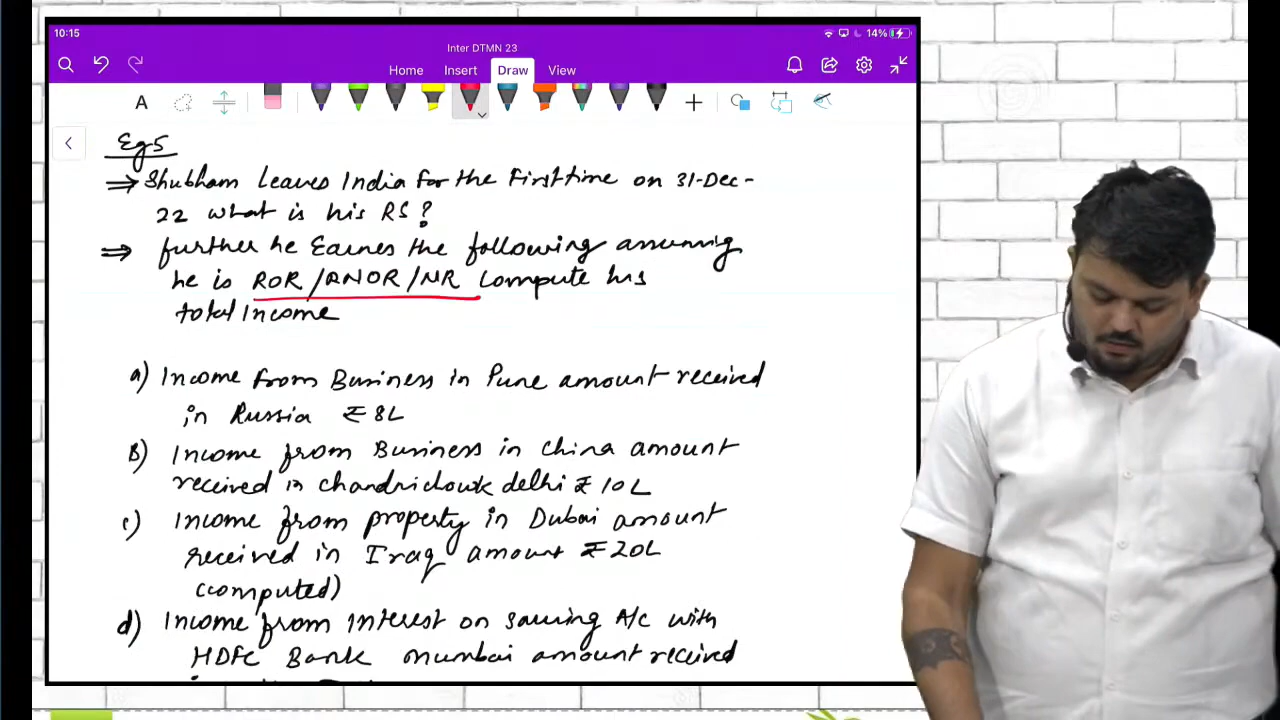 10:15
14%
Inter DTMN 23
Home Insert Draw View
A
Eg5
⇒ Shubham Leaves India for the First time on 31-Dec-
22 what is his RS?
⇒ further he Earnes the following assuming
he is ROR/RNOR/NR Compute his
total Income
a) Income from Business in Pune amount received
in Russia ₹ 8L
B) Income from Business in China amount
received in chandrichowk delhi ₹ 10L
c) Income from property in Dubai amount
received in Iraq amount ₹ 20L
(computed)
d) Income from Interest on saving A/c with
HDFC Bank mumbai amount received